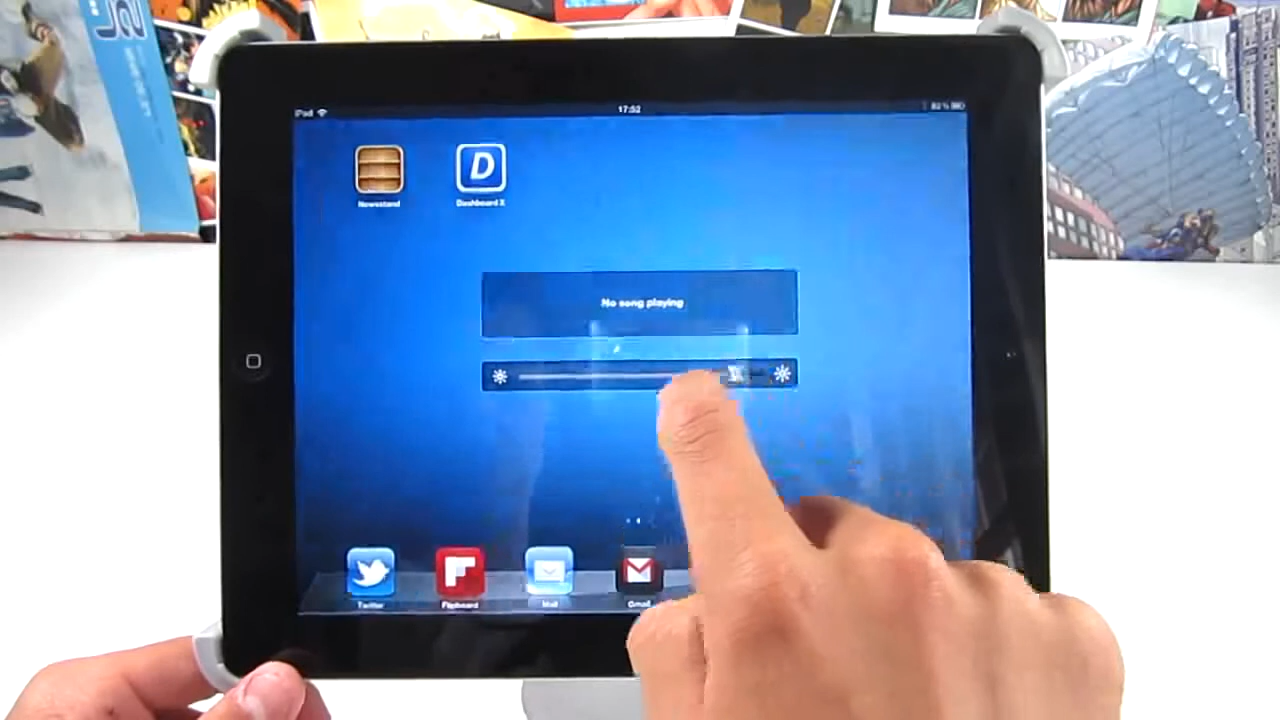 iPad
17:52
82 %
Newsstand
D
Dashboard X
No song playing
Twitter
Flipboard
Mail
Gmail